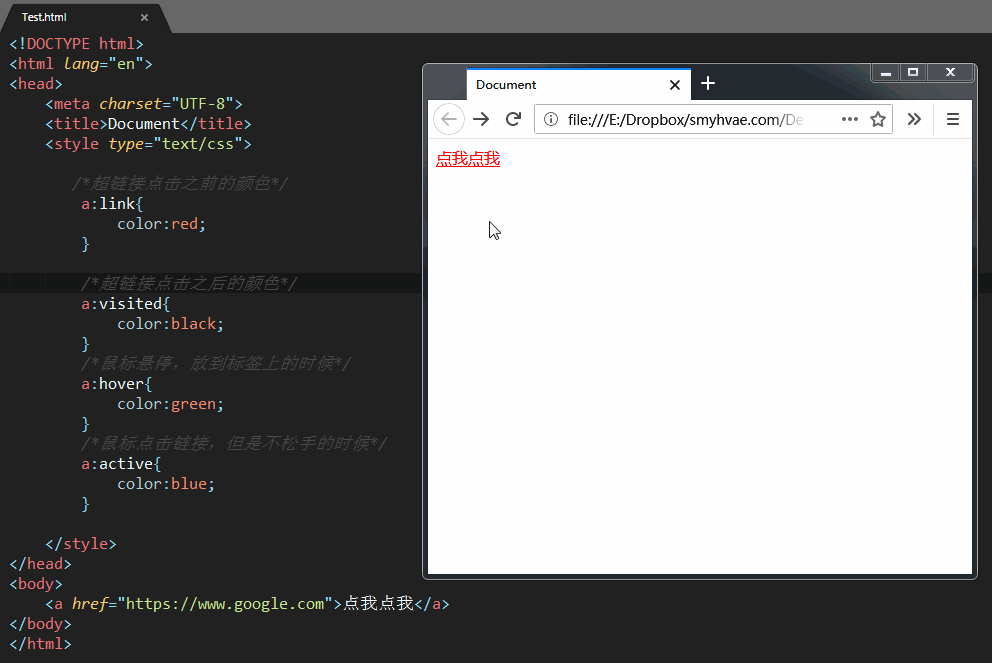 Test.html
<!DOCTYPE html>
<html lang="en">
<head>
<meta charset="UTF-8">
<title>Document</title>
<style type="text/css">
/*超链接点击之前的颜色*/
a:link{
color:red;
}
/*超链接点击之后的颜色*/
a:visited{
color:black;
}
/*鼠标悬停，放到标签上的时候*/
a:hover{
color:green;
}
/*鼠标点击链接，但是不松手的时候*/
a:active{
color:blue;
}
</style>
</head>
<body>
<a href="https://www.google.com">点我点我</a>
</body>
</html>
Document
file:///E:/Dropbox/smyhvae.com/De
点我点我